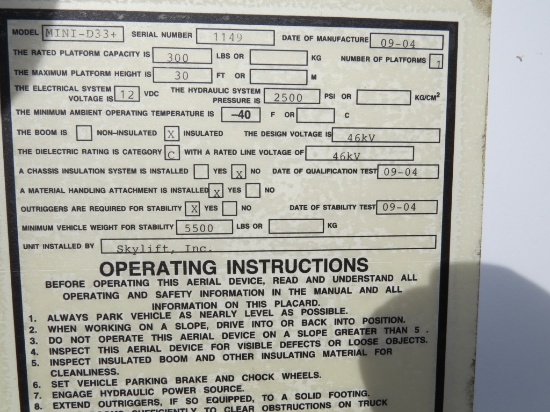 MODEL MINI-D33+ SERIAL NUMBER 1149 DATE OF MANUFACTURE 09-04
THE RATED PLATFORM CAPACITY IS 300 LBS OR KG NUMBER OF PLATFORMS 1
THE MAXIMUM PLATFORM HEIGHT IS 30 FT OR M
THE ELECTRICAL SYSTEM VOLTAGE IS 12 VDC THE HYDRAULIC SYSTEM PRESSURE IS 2500 PSI OR KG/CM²
THE MINIMUM AMBIENT OPERATING TEMPERATURE IS -40 F OR C
THE BOOM IS NON-INSULATED X INSULATED THE DESIGN VOLTAGE IS 46kV
THE DIELECTRIC RATING IS CATEGORY C WITH A RATED LINE VOLTAGE OF 46kV
A CHASSIS INSULATION SYSTEM IS INSTALLED YES X NO DATE OF QUALIFICATION TEST 09-04
A MATERIAL HANDLING ATTACHMENT IS INSTALLED X YES NO
OUTRIGGERS ARE REQUIRED FOR STABILITY X YES NO DATE OF STABILITY TEST 09-04
MINIMUM VEHICLE WEIGHT FOR STABILITY 5500 LBS OR KG
UNIT INSTALLED BY Skylift, Inc.
OPERATING INSTRUCTIONS
BEFORE OPERATING THIS AERIAL DEVICE, READ AND UNDERSTAND ALL
OPERATING AND SAFETY INFORMATION IN THE MANUAL AND ALL
INFORMATION ON THIS PLACARD.
1. ALWAYS PARK VEHICLE AS NEARLY LEVEL AS POSSIBLE.
2. WHEN WORKING ON A SLOPE, DRIVE INTO OR BACK INTO POSITION.
3. DO NOT OPERATE THIS AERIAL DEVICE ON A SLOPE GREATER THAN 5 .
4. INSPECT THIS AERIAL DEVICE FOR VISIBLE DEFECTS OR LOOSE OBJECTS.
5. INSPECT INSULATED BOOM AND OTHER INSULATING MATERIAL FOR
CLEANLINESS.
6. SET VEHICLE PARKING BRAKE AND CHOCK WHEELS.
7. ENGAGE HYDRAULIC POWER SOURCE.
8. EXTEND OUTRIGGERS, IF SO EQUIPPED, TO A SOLID FOOTING.
SUFFICIENTLY TO CLEAR OBSTRUCTIONS ON TRUCK